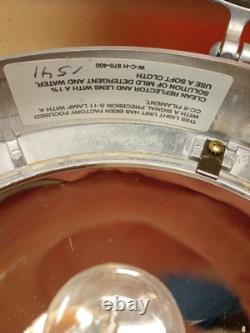 THIS LIGHT UNIT HAS BEEN FACTORY FOCUSED
WITH A SIGNAL PRECISION S-11 LAMP WITH A
CC-6 FILAMENT.
CLEAN REFLECTOR AND LENS WITH A 1%
SOLUTION OF MILD DETERGENT AND WATER.
USE A SOFT CLOTH
W-C-H 970-400
1541